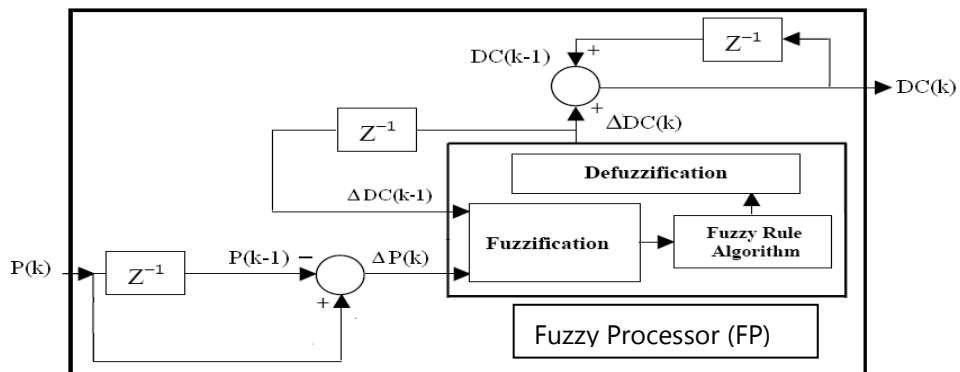 Z⁻¹
DC(k-1)
+
DC(k)
+
ΔDC(k)
Z⁻¹
Defuzzification
ΔDC(k-1)
Fuzzification
Fuzzy Rule
Algorithm
P(k)
Z⁻¹
P(k-1)
−
ΔP(k)
+
Fuzzy Processor (FP)